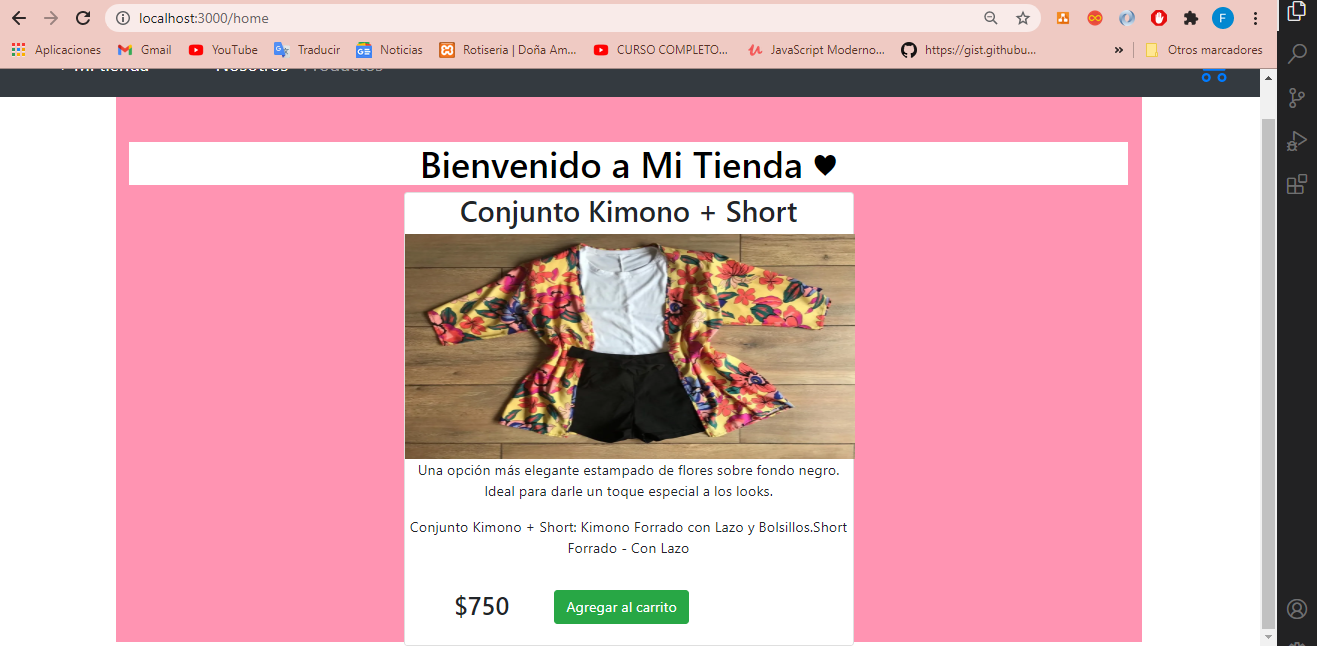 localhost:3000/home
F
Aplicaciones Gmail YouTube Traducir Noticias Rotiseria | Doña Am... CURSO COMPLETO... JavaScript Moderno... https://gist.githubu... » Otros marcadores
Mi tienda Nosotros Productos
Bienvenido a Mi Tienda ♥
Conjunto Kimono + Short
Una opción más elegante estampado de flores sobre fondo negro.
Ideal para darle un toque especial a los looks.
Conjunto Kimono + Short: Kimono Forrado con Lazo y Bolsillos.Short
Forrado - Con Lazo
$750 Agregar al carrito